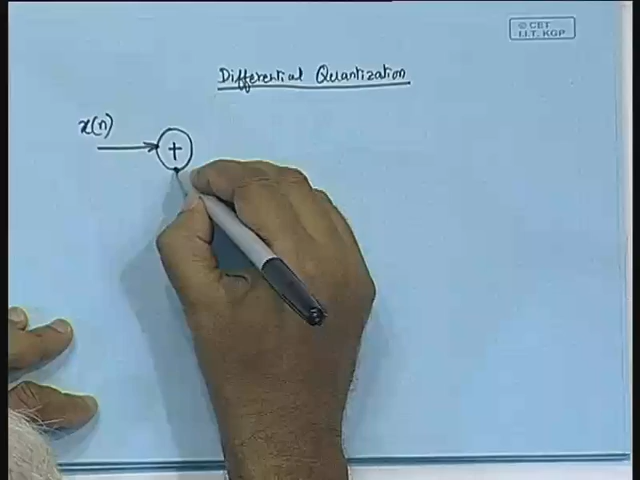 © CET
I.I.T. KGP
Differential Quantization
x(n)
+